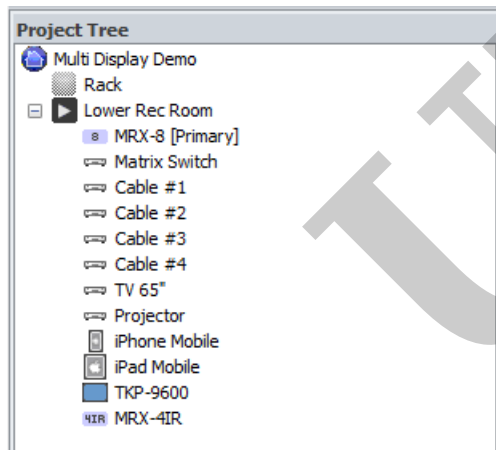 Project Tree
Multi Display Demo
Rack
Lower Rec Room
8 MRX-8 [Primary]
Matrix Switch
Cable #1
Cable #2
Cable #3
Cable #4
TV 65"
Projector
iPhone Mobile
iPad Mobile
TKP-9600
4IR MRX-4IR